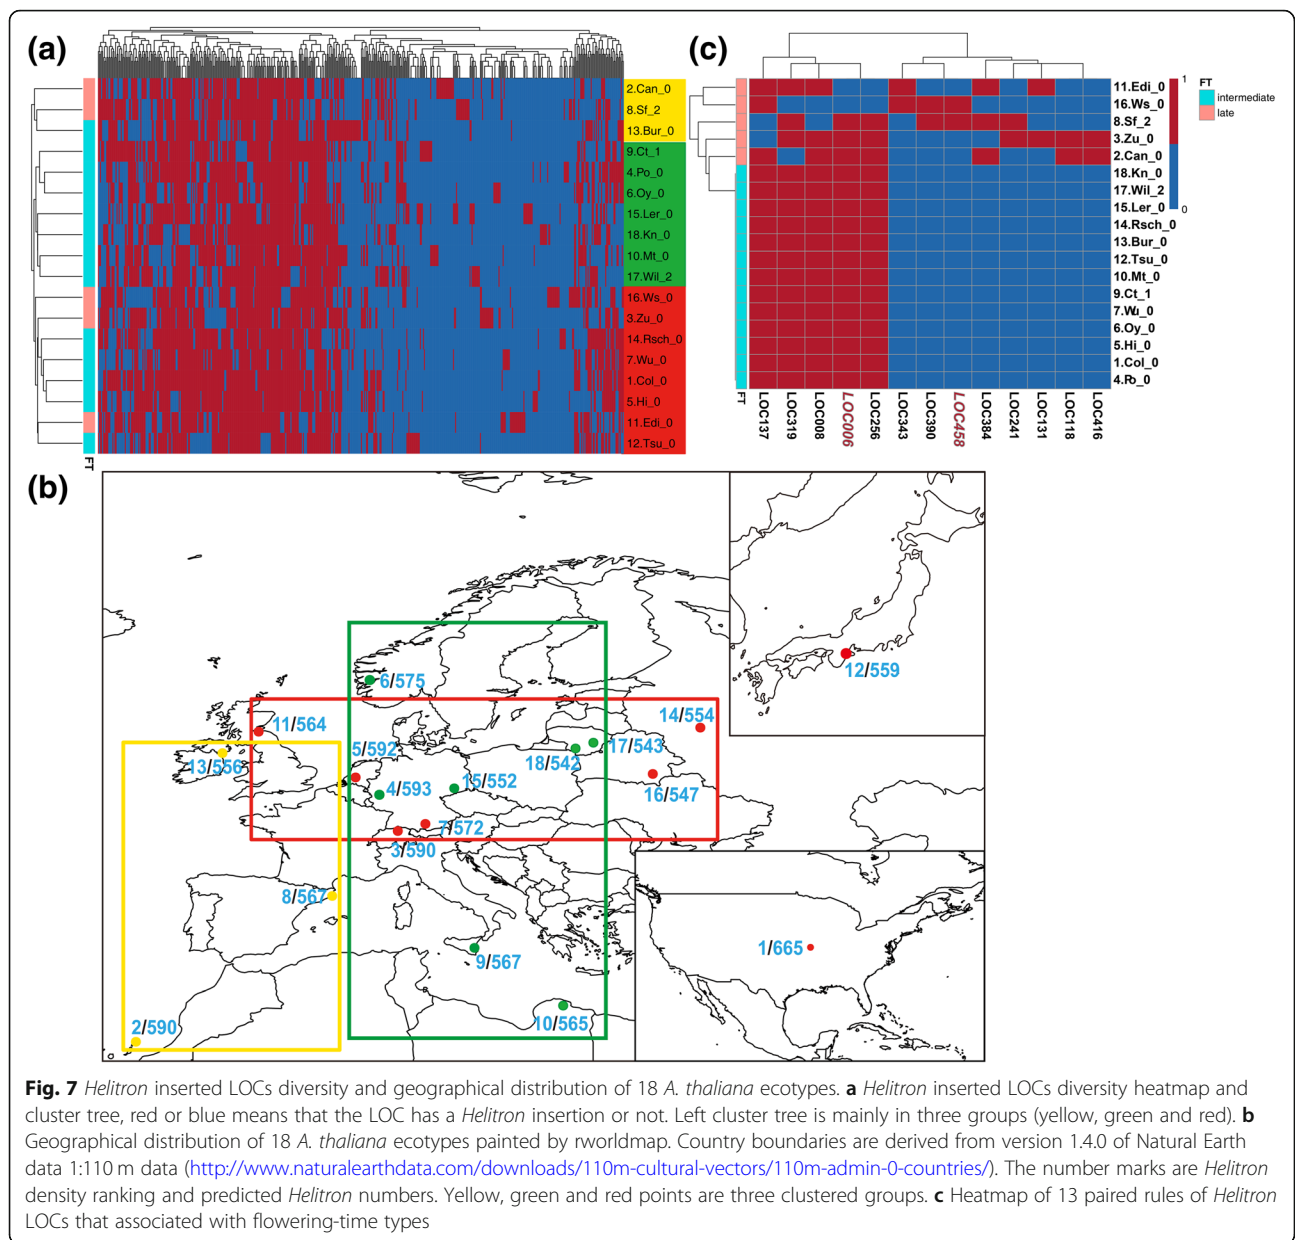 (a)
2.Can_0
8.Sf_2
13.Bur_0
9.Ct_1
4.Po_0
6.Oy_0
15.Ler_0
18.Kn_0
10.Mt_0
17.Wil_2
16.Ws_0
3.Zu_0
14.Rsch_0
7.Wu_0
1.Col_0
5.Hi_0
11.Edi_0
12.Tsu_0
FT
(c)
11.Edi_0
16.Ws_0
8.Sf_2
3.Zu_0
2.Can_0
18.Kn_0
17.Wil_2
15.Ler_0
14.Rsch_0
13.Bur_0
12.Tsu_0
10.Mt_0
9.Ct_1
7.Wu_0
6.Oy_0
5.Hi_0
1.Col_0
4.Po_0
1
0
FT
intermediate
late
FT
LOC137
LOC319
LOC008
LOC006
LOC256
LOC343
LOC390
LOC458
LOC384
LOC241
LOC131
LOC118
LOC416
(b)
6/575
11/564
14/554
5/592
17/543
13/556
18/542
15/552
4/593
16/547
7/572
3/590
8/567
9/567
10/565
2/590
12/559
1/665
Fig. 7 Helitron inserted LOCs diversity and geographical distribution of 18 A. thaliana ecotypes. a Helitron inserted LOCs diversity heatmap and
cluster tree, red or blue means that the LOC has a Helitron insertion or not. Left cluster tree is mainly in three groups (yellow, green and red). b
Geographical distribution of 18 A. thaliana ecotypes painted by rworldmap. Country boundaries are derived from version 1.4.0 of Natural Earth
data 1:110 m data (http://www.naturalearthdata.com/downloads/110m-cultural-vectors/110m-admin-0-countries/). The number marks are Helitron
density ranking and predicted Helitron numbers. Yellow, green and red points are three clustered groups. c Heatmap of 13 paired rules of Helitron
LOCs that associated with flowering-time types